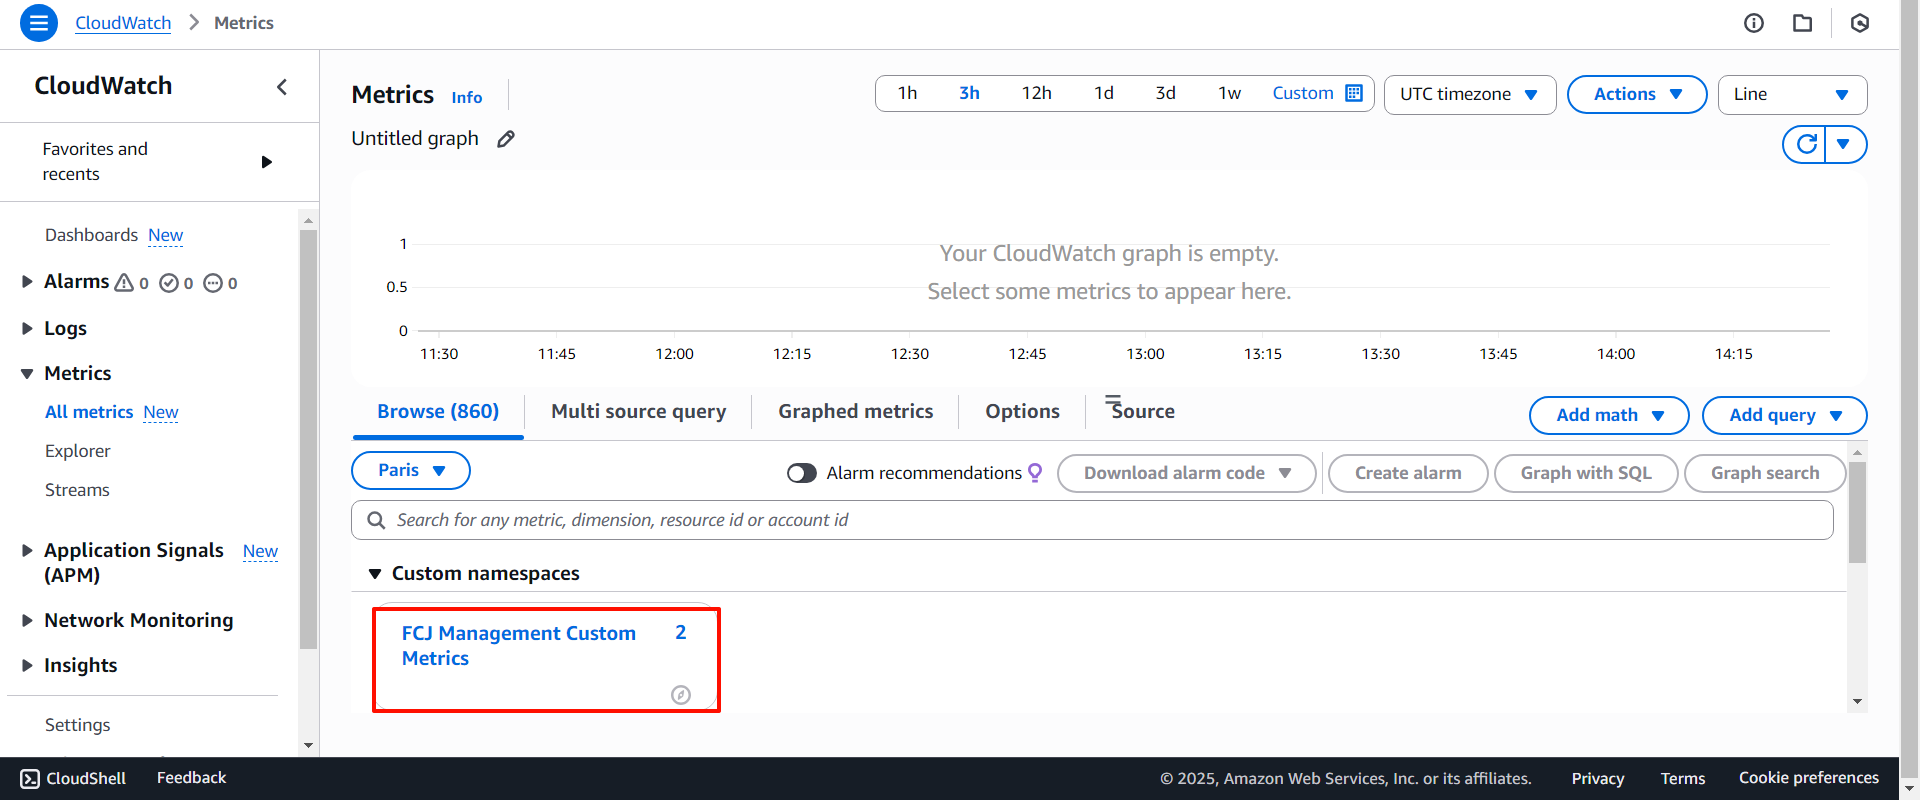 CloudWatch > Metrics
CloudWatch
Favorites and
recents
Dashboards New
Alarms 0 0 0
Logs
Metrics
All metrics New
Explorer
Streams
Application Signals New
(APM)
Network Monitoring
Insights
Settings
Metrics Info
1h 3h 12h 1d 3d 1w Custom
UTC timezone
Actions
Line
Untitled graph
Your CloudWatch graph is empty.
Select some metrics to appear here.
1
0.5
0
11:30 11:45 12:00 12:15 12:30 12:45 13:00 13:15 13:30 13:45 14:00 14:15
Browse (860) Multi source query Graphed metrics Options Source
Add math Add query
Paris Alarm recommendations Download alarm code Create alarm Graph with SQL Graph search
Search for any metric, dimension, resource id or account id
Custom namespaces
FCJ Management Custom 2
Metrics
CloudShell Feedback © 2025, Amazon Web Services, Inc. or its affiliates. Privacy Terms Cookie preferences